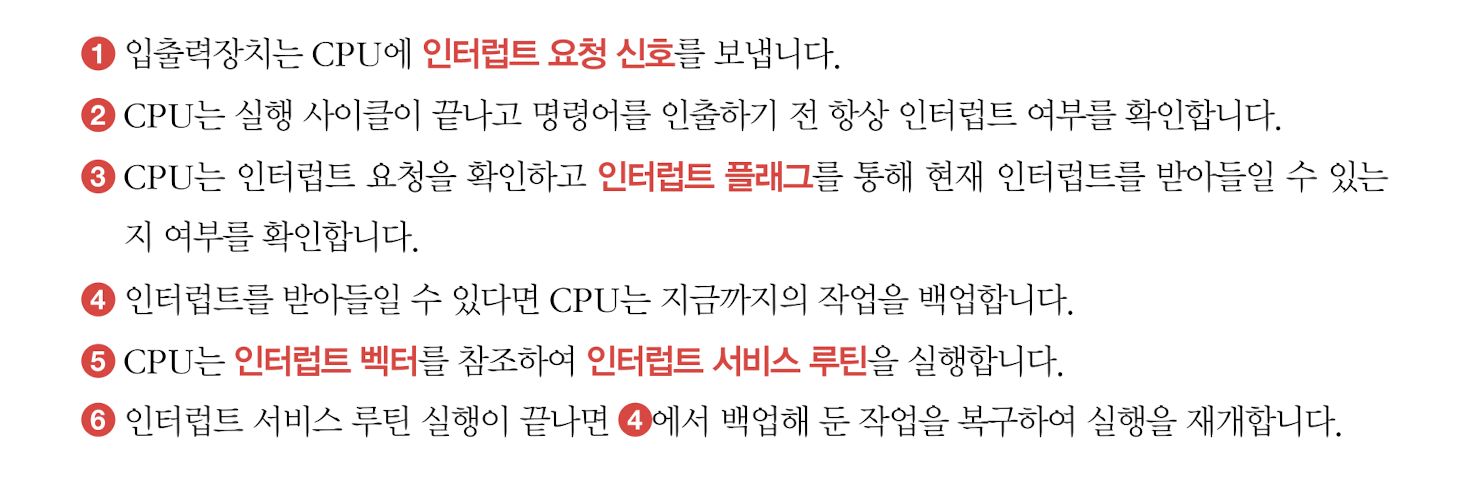 1 입출력장치는 CPU에 인터럽트 요청 신호를 보냅니다.
2 CPU는 실행 사이클이 끝나고 명령어를 인출하기 전 항상 인터럽트 여부를 확인합니다.
3 CPU는 인터럽트 요청을 확인하고 인터럽트 플래그를 통해 현재 인터럽트를 받아들일 수 있는
지 여부를 확인합니다.
4 인터럽트를 받아들일 수 있다면 CPU는 지금까지의 작업을 백업합니다.
5 CPU는 인터럽트 벡터를 참조하여 인터럽트 서비스 루틴을 실행합니다.
6 인터럽트 서비스 루틴 실행이 끝나면 4에서 백업해 둔 작업을 복구하여 실행을 재개합니다.